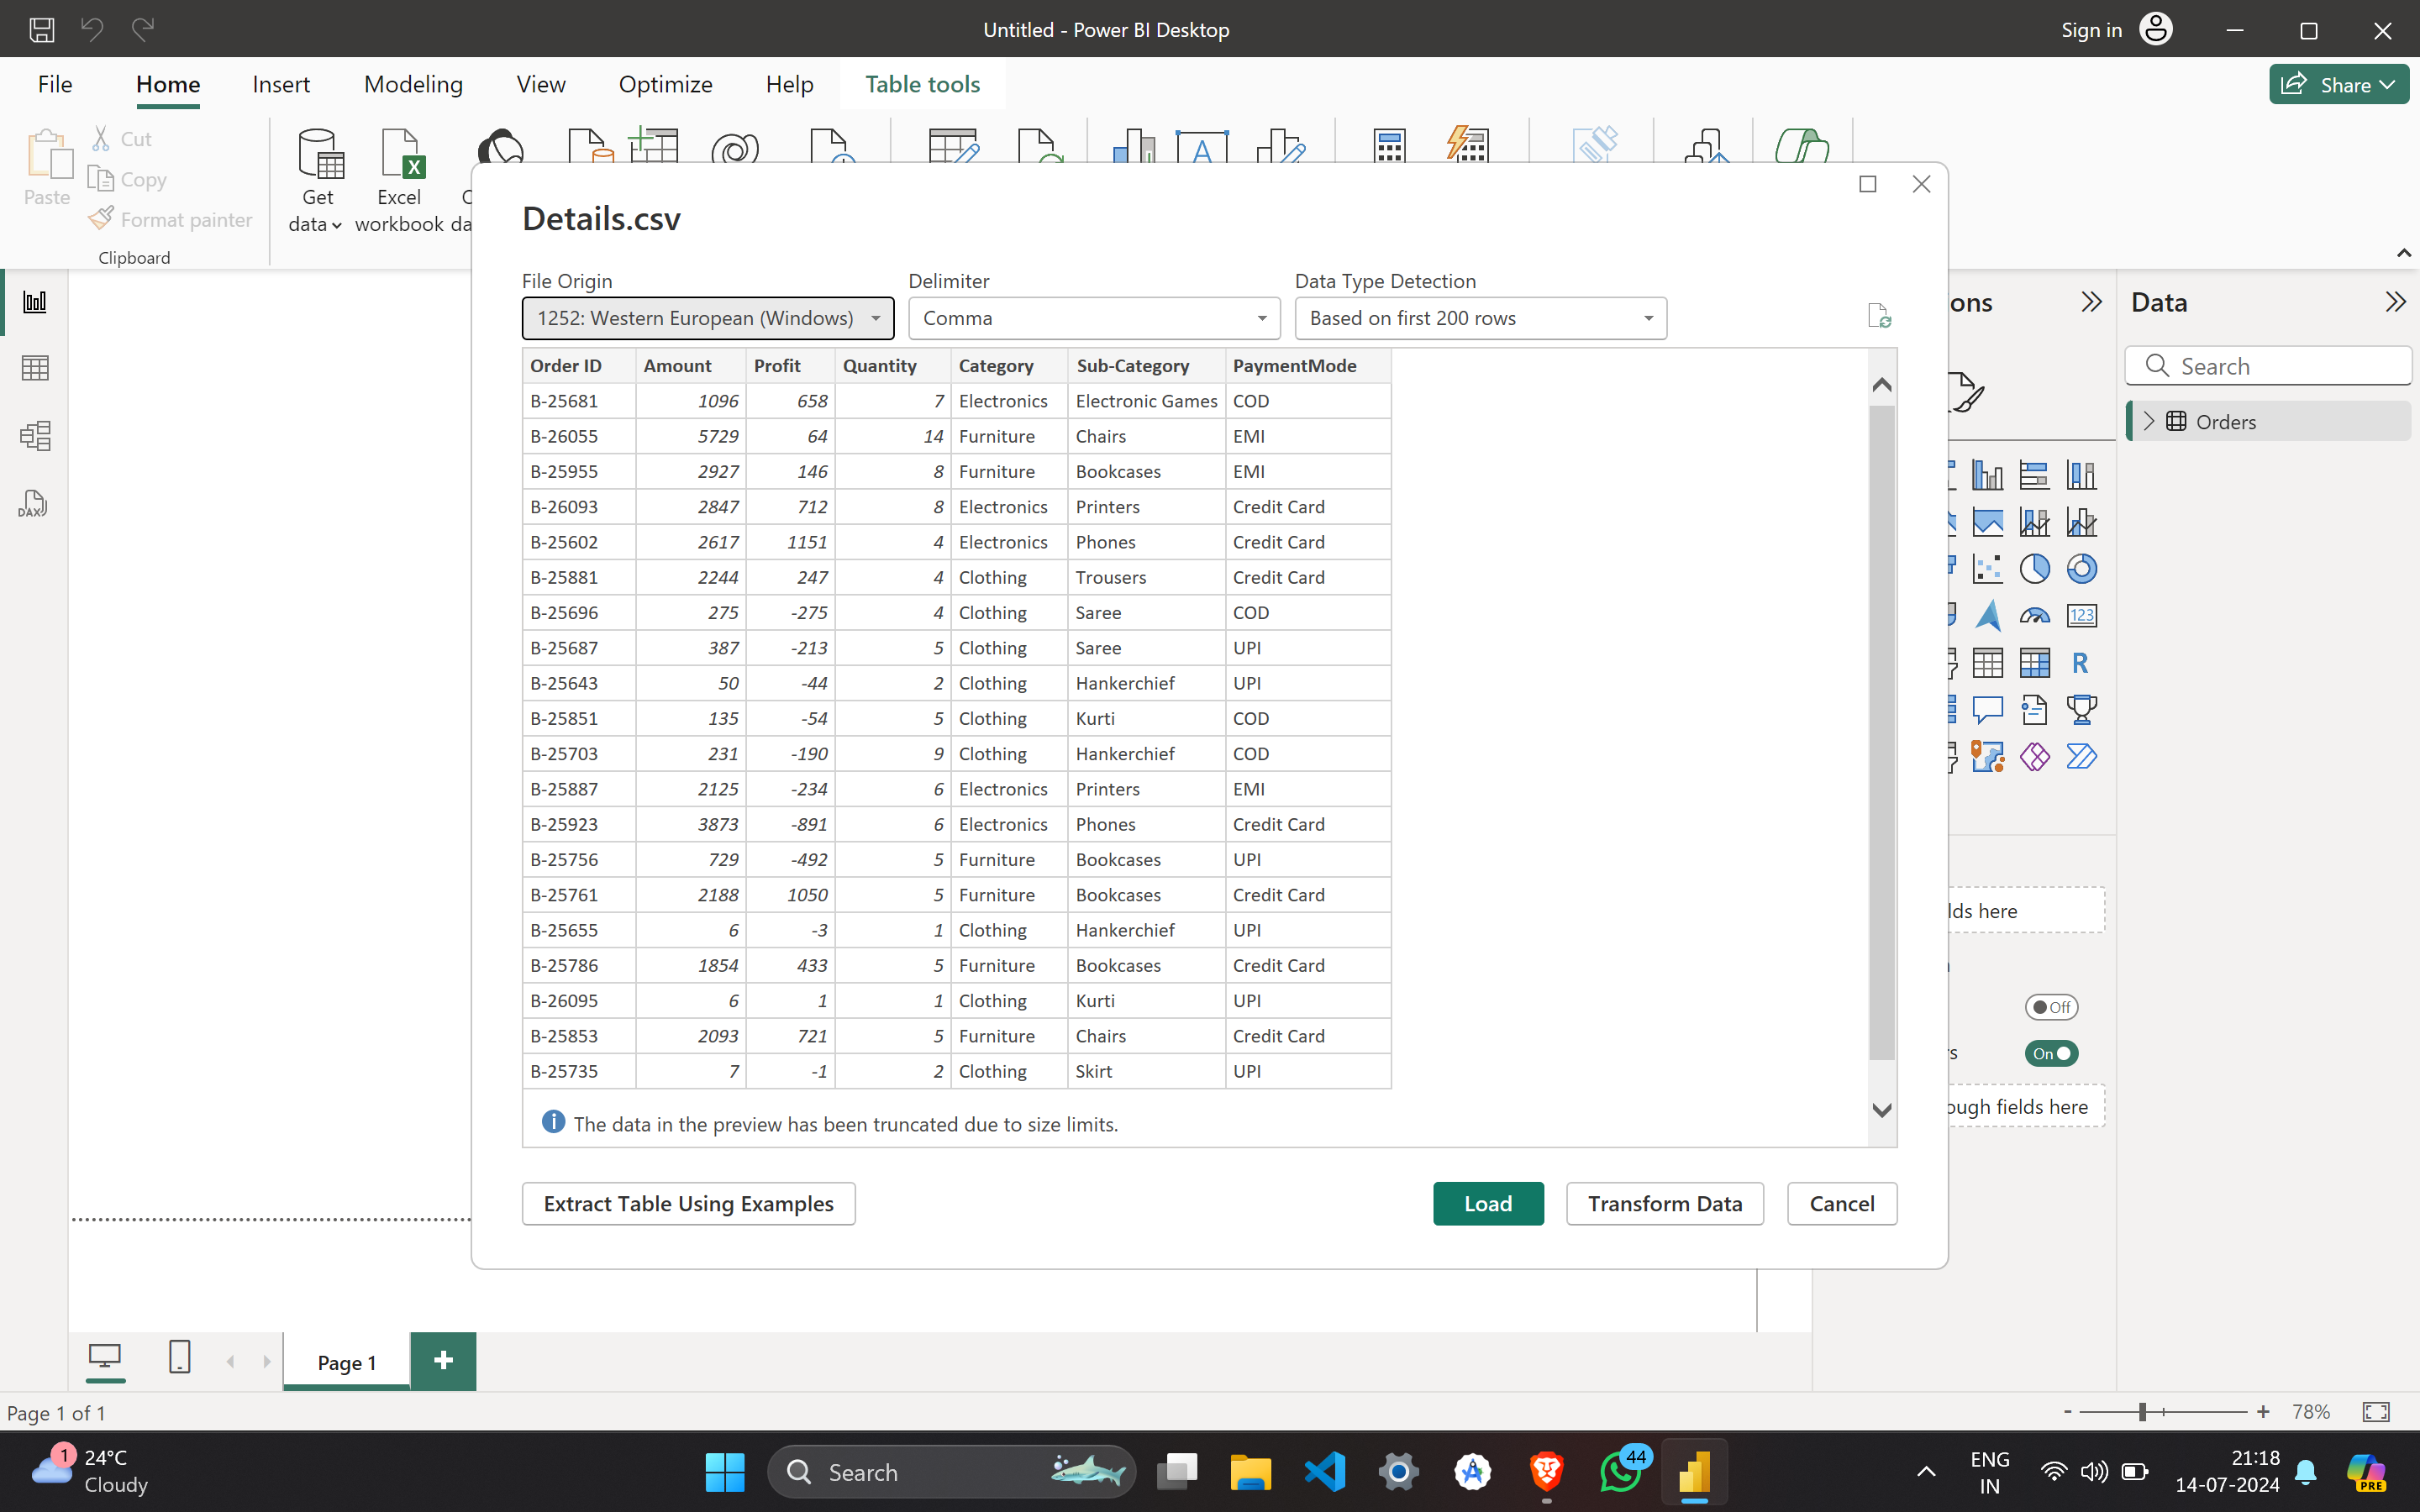 Untitled - Power BI Desktop
Sign in
File
Home
Insert
Modeling
View
Optimize
Help
Table tools
Share
Paste
Cut
Copy
Format painter
Clipboard
Get
data
Excel
workbook
da
Details.csv
File Origin
Delimiter
Data Type Detection
1252: Western European (Windows)
Comma
Based on first 200 rows
Order ID Amount Profit Quantity Category Sub-Category PaymentMode
B-25681 1096 658 7 Electronics Electronic Games COD
B-26055 5729 64 14 Furniture Chairs EMI
B-25955 2927 146 8 Furniture Bookcases EMI
B-26093 2847 712 8 Electronics Printers Credit Card
B-25602 2617 1151 4 Electronics Phones Credit Card
B-25881 2244 247 4 Clothing Trousers Credit Card
B-25696 275 -275 4 Clothing Saree COD
B-25687 387 -213 5 Clothing Saree UPI
B-25643 50 -44 2 Clothing Hankerchief UPI
B-25851 135 -54 5 Clothing Kurti COD
B-25703 231 -190 9 Clothing Hankerchief COD
B-25887 2125 -234 6 Electronics Printers EMI
B-25923 3873 -891 6 Electronics Phones Credit Card
B-25756 729 -492 5 Furniture Bookcases UPI
B-25761 2188 1050 5 Furniture Bookcases Credit Card
B-25655 6 -3 1 Clothing Hankerchief UPI
B-25786 1854 433 5 Furniture Bookcases Credit Card
B-26095 6 1 1 Clothing Kurti UPI
B-25853 2093 721 5 Furniture Chairs Credit Card
B-25735 7 -1 2 Clothing Skirt UPI
The data in the preview has been truncated due to size limits.
Extract Table Using Examples
Load
Transform Data
Cancel
ons
Data
Search
Orders
DAX
123
R
lds here
Off
On
ough fields here
Page 1
Page 1 of 1
- + 78%
1
24°C
Cloudy
Search
44
ENG
IN
21:18
14-07-2024
PRE